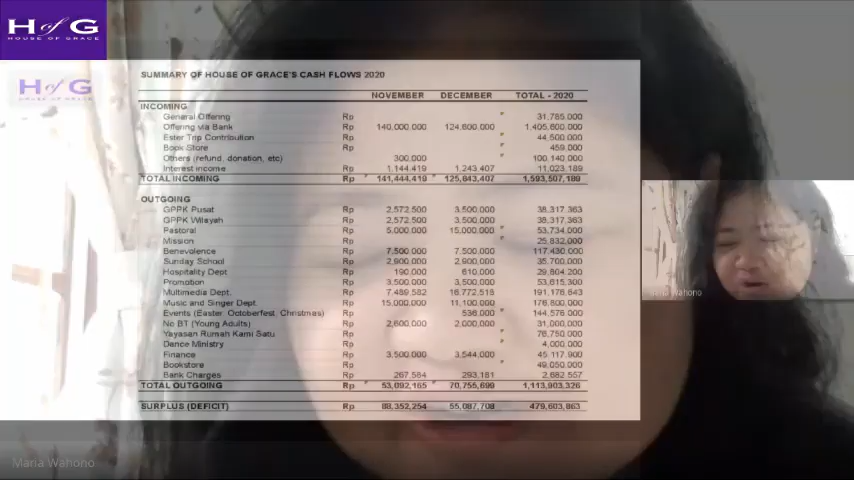 H of G
HOUSE OF GRACE
SUMMARY OF HOUSE OF GRACE'S CASH FLOWS 2020
H of G
HOUSE OF GRACE
NOVEMBER DECEMBER TOTAL - 2020
INCOMING
General Offering Rp 31,785,000
Offering via Bank Rp 140,000,000 124,600,000 1,405,600,000
Ester Trip Contribution Rp 44,500,000
Book Store Rp 459,000
Others (refund, donation, etc) 300,000 100,140,000
Interest income Rp 1,144,419 1,243,407 11,023,189
TOTAL INCOMING Rp 141,444,419 125,843,407 1,593,507,189
OUTGOING
GPPK Pusat Rp 2,572,500 3,500,000 38,317,363
GPPK Wilayah Rp 2,572,500 3,500,000 38,317,363
Pastoral Rp 5,000,000 15,000,000 53,734,000
Mission Rp 25,832,000
Benevolence Rp 7,500,000 7,500,000 117,430,000
Sunday School Rp 2,900,000 2,900,000 35,700,000
Hospitality Dept Rp 190,000 610,000 29,804,200
Promotion Rp 3,500,000 3,500,000 53,615,300
Multimedia Dept. Rp 7,489,582 16,772,518 191,178,643
Music and Singer Dept. Rp 15,000,000 11,100,000 176,800,000
Events (Easter, Octoberfest, Christmas) Rp 536,000 144,576,000
No BT (Young Adults) Rp 2,600,000 2,000,000 31,000,000
Yayasan Rumah Kami Satu Rp 76,750,000
Dance Ministry Rp 4,000,000
Finance Rp 3,500,000 3,544,000 45,117,900
Bookstore Rp 49,050,000
Bank Charges Rp 267,584 293,181 2,682,557
TOTAL OUTGOING Rp 53,092,165 70,755,699 1,113,903,326
SURPLUS (DEFICIT) Rp 88,352,254 55,087,708 479,603,863
Maria Wahono
Maria Wahono